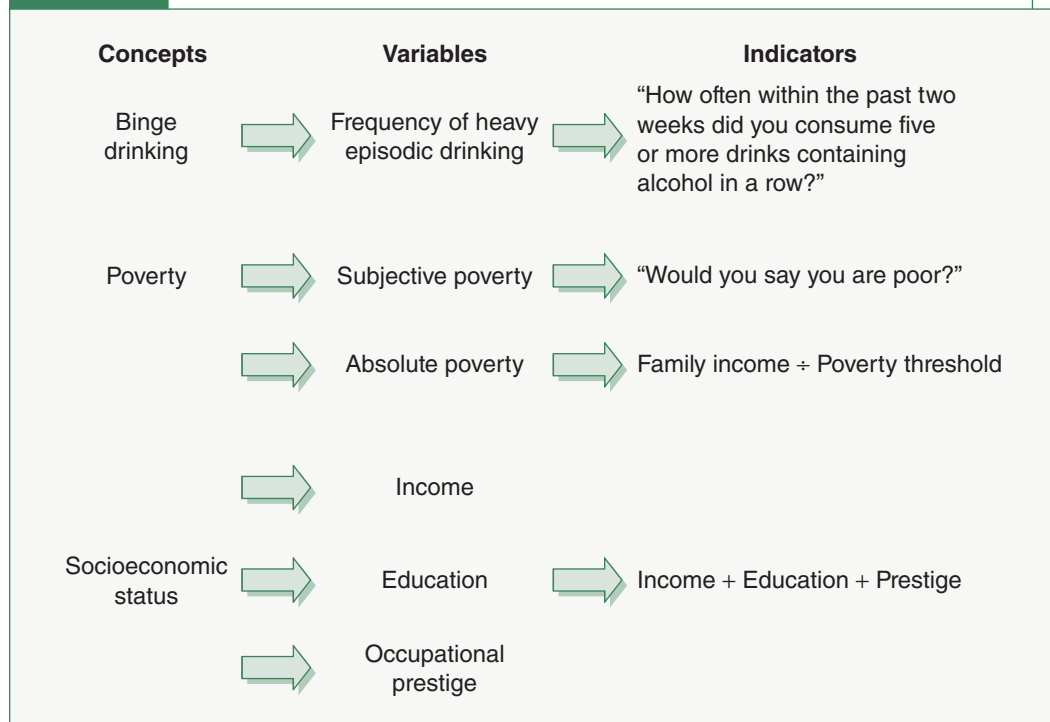 Concepts
Variables
Indicators
Binge
drinking
Frequency of heavy
episodic drinking
“How often within the past two
weeks did you consume five
or more drinks containing
alcohol in a row?”
Poverty
Subjective poverty
“Would you say you are poor?”
Absolute poverty
Family income ÷ Poverty threshold
Income
Socioeconomic
status
Education
Income + Education + Prestige
Occupational
prestige